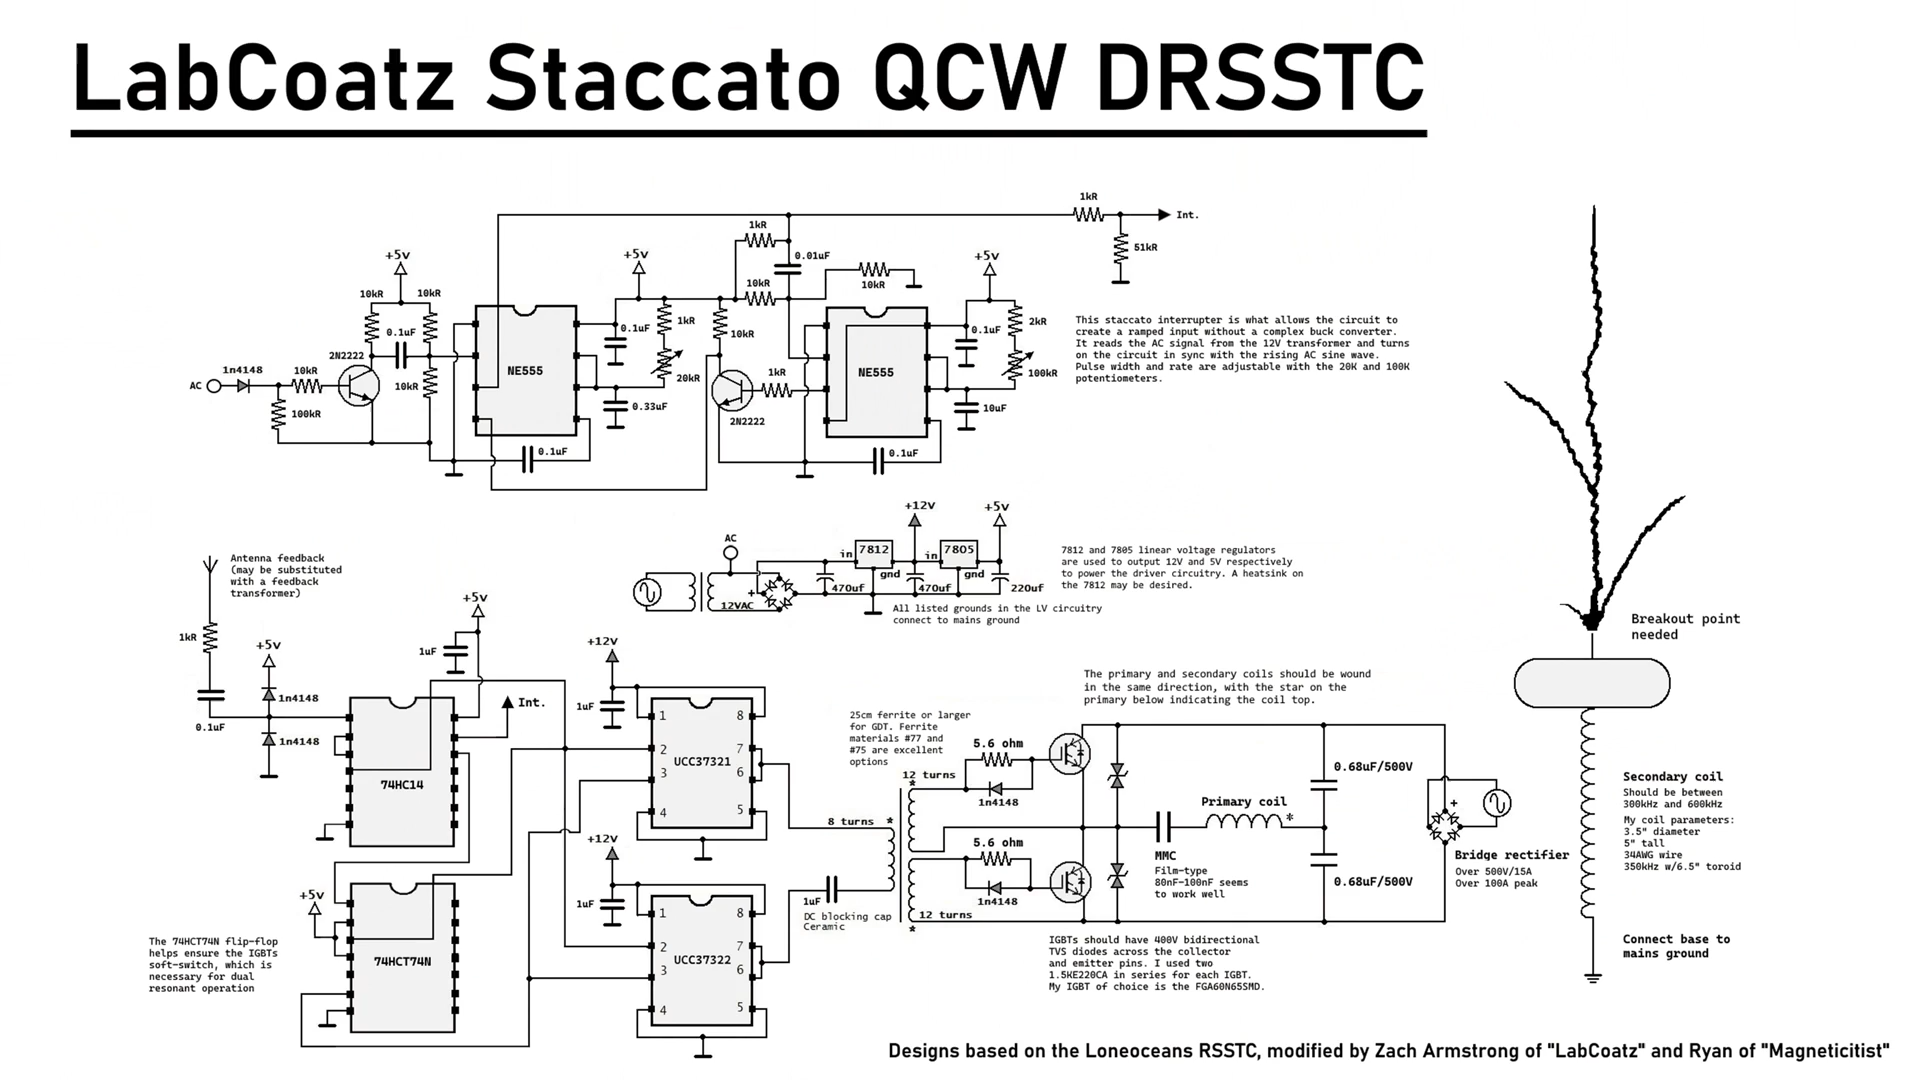 LabCoatz Staccato QCW DRSSTC
1kR
Int.
51kR
1kR
0.01uF
10kR
10kR
+5v
10kR
10kR
0.1uF
2N2222
1n4148
10kR
AC
100kR
10kR
NE555
+5v
0.1uF
1kR
20kR
0.33uF
0.1uF
10kR
1kR
2N2222
NE555
+5v
0.1uF
2kR
100kR
10uF
0.1uF
This staccato interrupter is what allows the circuit to
create a ramped input without a complex buck converter.
It reads the AC signal from the 12V transformer and turns
on the circuit in sync with the rising AC sine wave.
Pulse width and rate are adjustable with the 20K and 100K
potentiometers.
AC
12VAC
+
in
7812
gnd
470uf
+12v
in
7805
gnd
470uf
+5v
220uf
7812 and 7805 linear voltage regulators
are used to output 12V and 5V respectively
to power the driver circuitry. A heatsink on
the 7812 may be desired.
All listed grounds in the LV circuitry
connect to mains ground
Antenna feedback
(may be substituted
with a feedback
transformer)
1kR
0.1uF
+5v
1n4148
1n4148
+5v
1uF
Int.
74HC14
+5v
74HCT74N
The 74HCT74N flip-flop
helps ensure the IGBTs
soft-switch, which is
necessary for dual
resonant operation
+12v
1uF
1
2
3
4
8
7
6
5
UCC37321
+12v
1uF
1
2
3
4
8
7
6
5
UCC37322
1uF
DC blocking cap
Ceramic
25cm ferrite or larger
for GDT. Ferrite
materials #77 and
#75 are excellent
options
8 turns
*
12 turns
*
12 turns
*
5.6 ohm
1n4148
5.6 ohm
1n4148
The primary and secondary coils should be wound
in the same direction, with the star on the
primary below indicating the coil top.
MMC
Film-type
80nF-100nF seems
to work well
Primary coil
*
0.68uF/500V
0.68uF/500V
+
Bridge rectifier
Over 500V/15A
Over 100A peak
IGBTs should have 400V bidirectional
TVS diodes across the collector
and emitter pins. I used two
1.5KE220CA in series for each IGBT.
My IGBT of choice is the FGA60N65SMD.
Breakout point
needed
Secondary coil
Should be between
300kHz and 600kHz
My coil parameters:
3.5" diameter
5" tall
34AWG wire
350kHz w/6.5" toroid
Connect base to
mains ground
Designs based on the Loneoceans RSSTC, modified by Zach Armstrong of "LabCoatz" and Ryan of "Magneticitist"